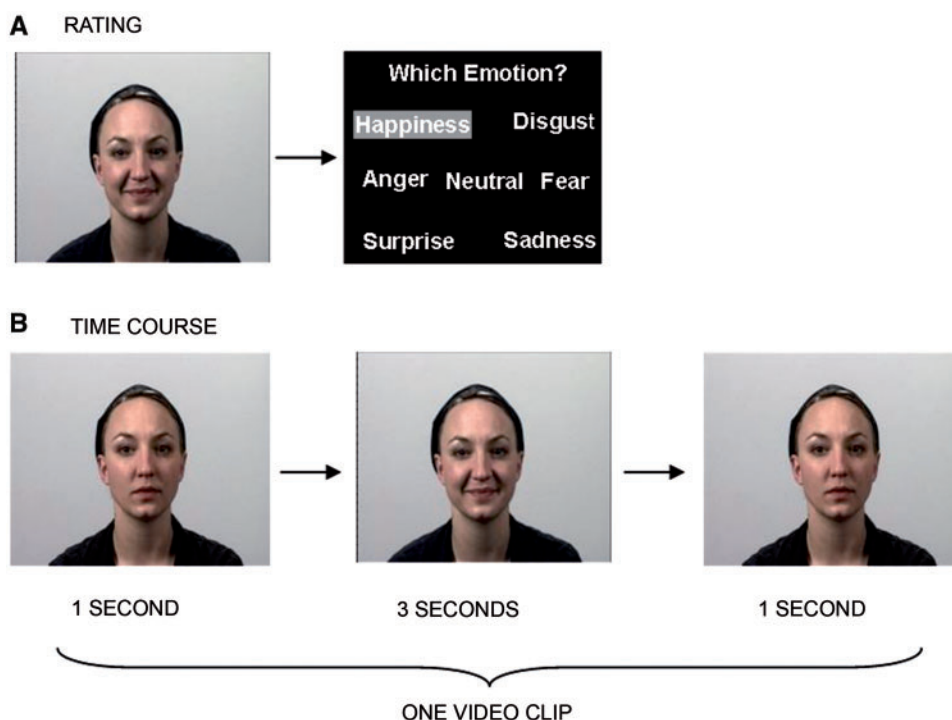 A RATING
Which Emotion?
Happiness Disgust
Anger Neutral Fear
Surprise Sadness
B TIME COURSE
1 SECOND 3 SECONDS 1 SECOND
ONE VIDEO CLIP